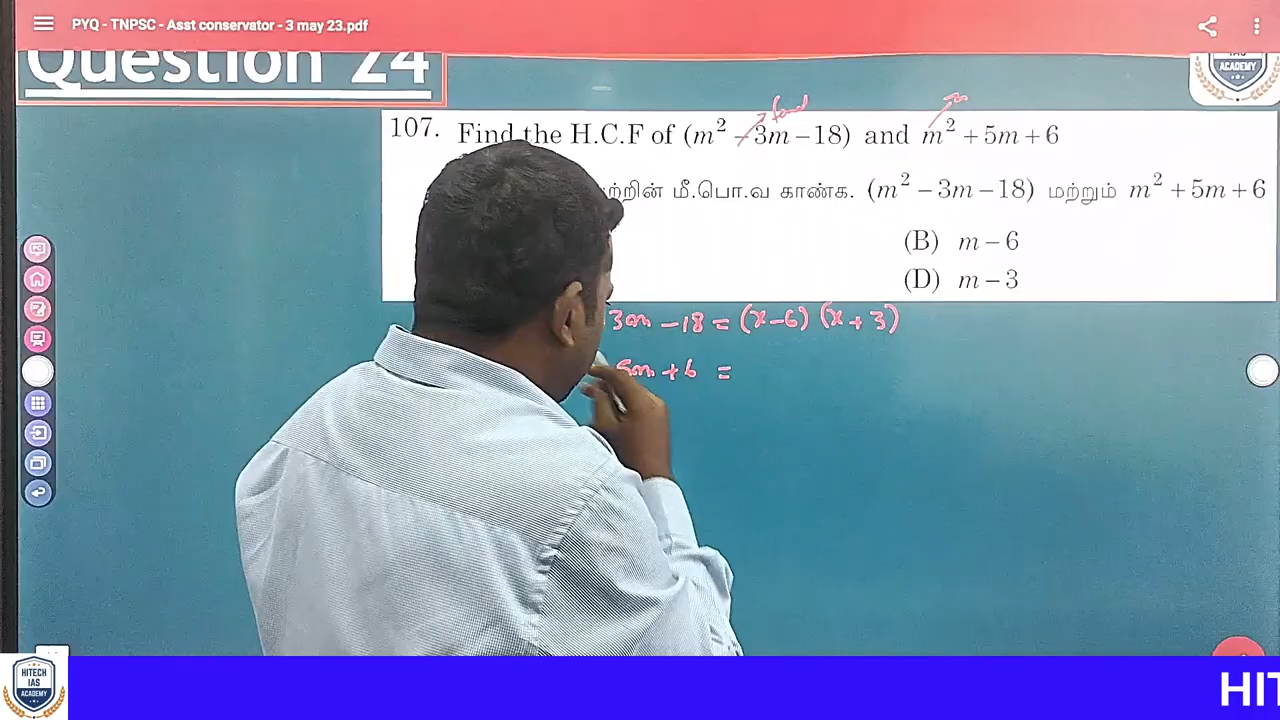 PYQ - TNPSC - Asst conservator - 3 may 23.pdf
Question 24
ACADEMY
107. Find the H.C.F of (m² – 3m – 18) and m² + 5m + 6
மீ.பொ.வ காண்க. (m² – 3m – 18) மற்றும் m² + 5m + 6
(B) m – 6
(D) m – 3
3m – 18 = (x – 6) (x + 3)
5m + 6 =
HITECH
IAS
ACADEMY
HIT